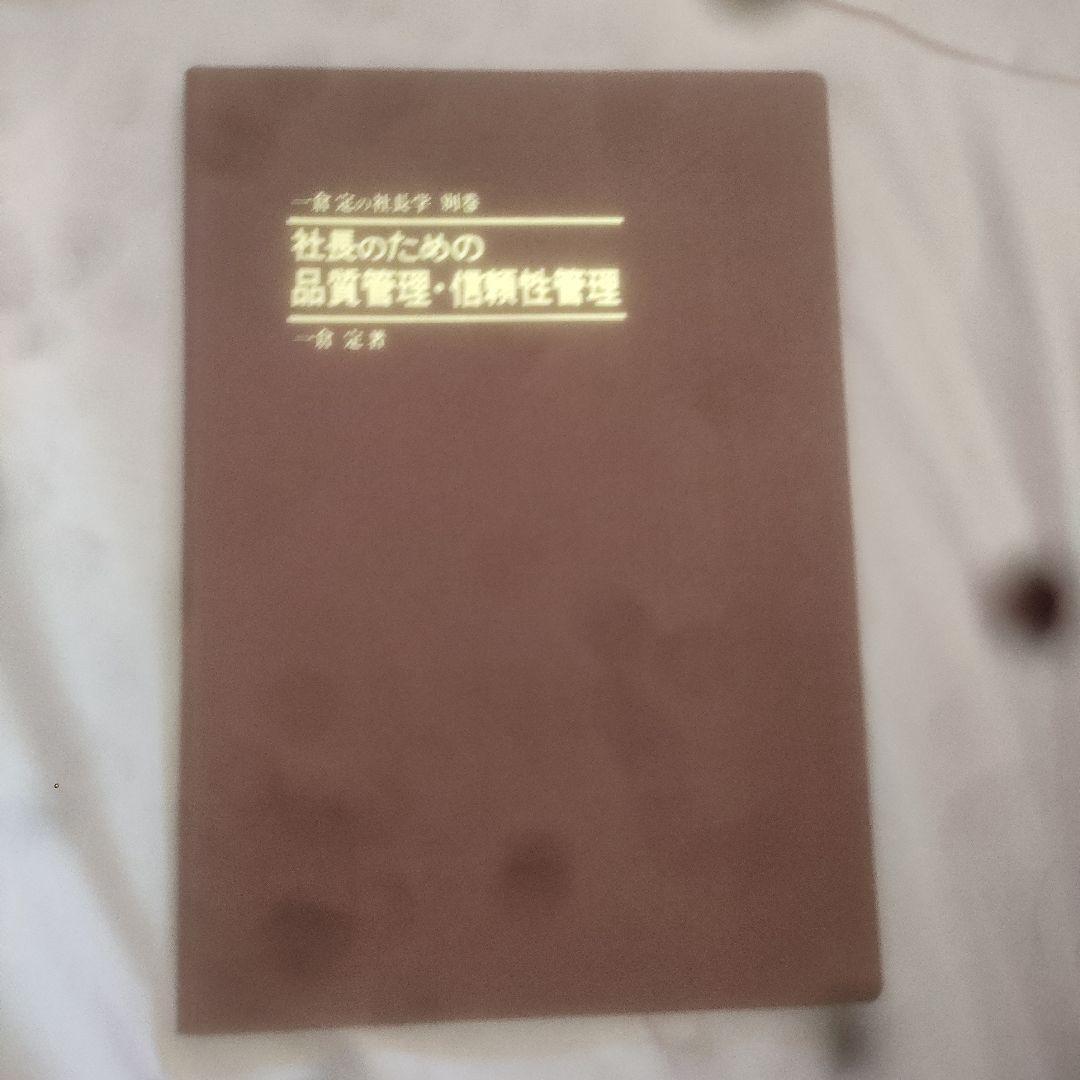 一倉 定の社長学 別巻
社長のための
品質管理・信頼性管理
一倉 定著